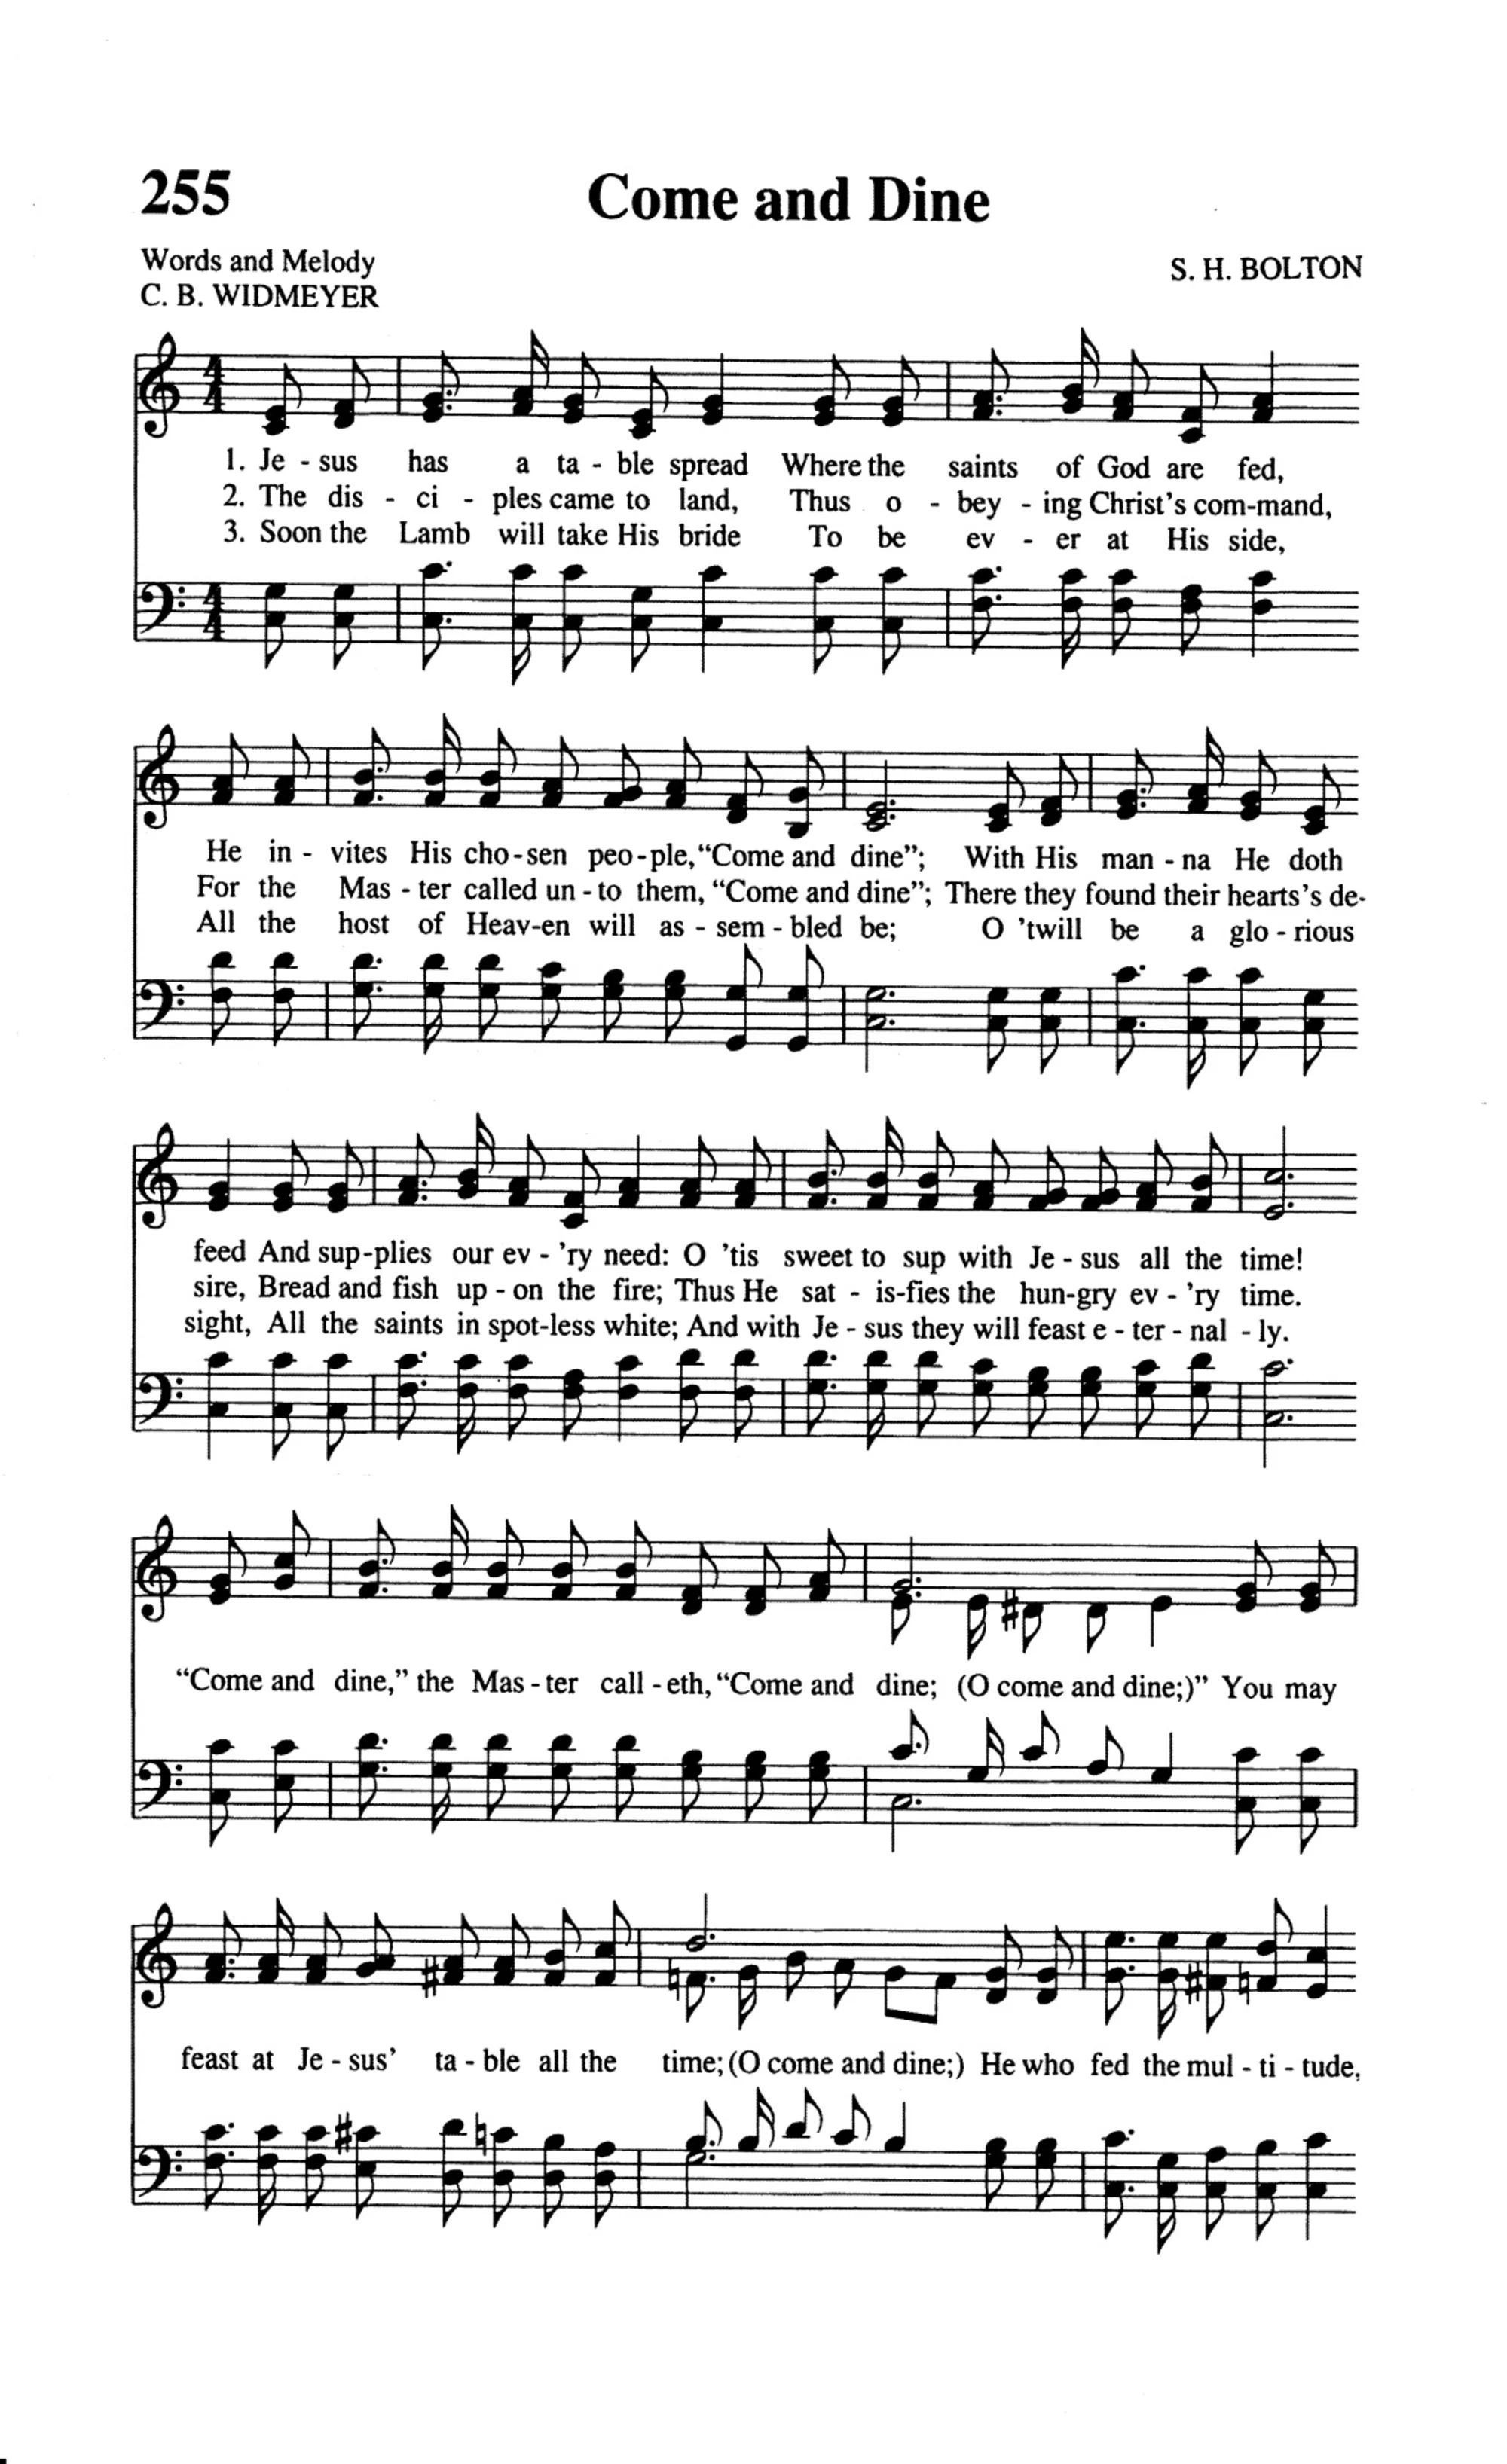 255
Come and Dine
Words and Melody
C. B. WIDMEYER
S. H. BOLTON
1. Je - sus has a ta - ble spread Where the saints of God are fed,
2. The dis - ci - ples came to land, Thus o - bey - ing Christ's com-mand,
3. Soon the Lamb will take His bride To be ev - er at His side,
He in - vites His cho-sen peo-ple, “Come and dine”; With His man - na He doth
For the Mas - ter called un - to them, “Come and dine”; There they found their hearts's de-
All the host of Heav-en will as - sem - bled be; O 'twill be a glo - rious
feed And sup-plies our ev - 'ry need: O 'tis sweet to sup with Je - sus all the time!
sire, Bread and fish up - on the fire; Thus He sat - is-fies the hun-gry ev - 'ry time.
sight, All the saints in spot-less white; And with Je - sus they will feast e - ter - nal - ly.
“Come and dine,” the Mas - ter call - eth, “Come and dine; (O come and dine;)” You may
feast at Je - sus' ta - ble all the time; (O come and dine;) He who fed the mul - ti - tude,